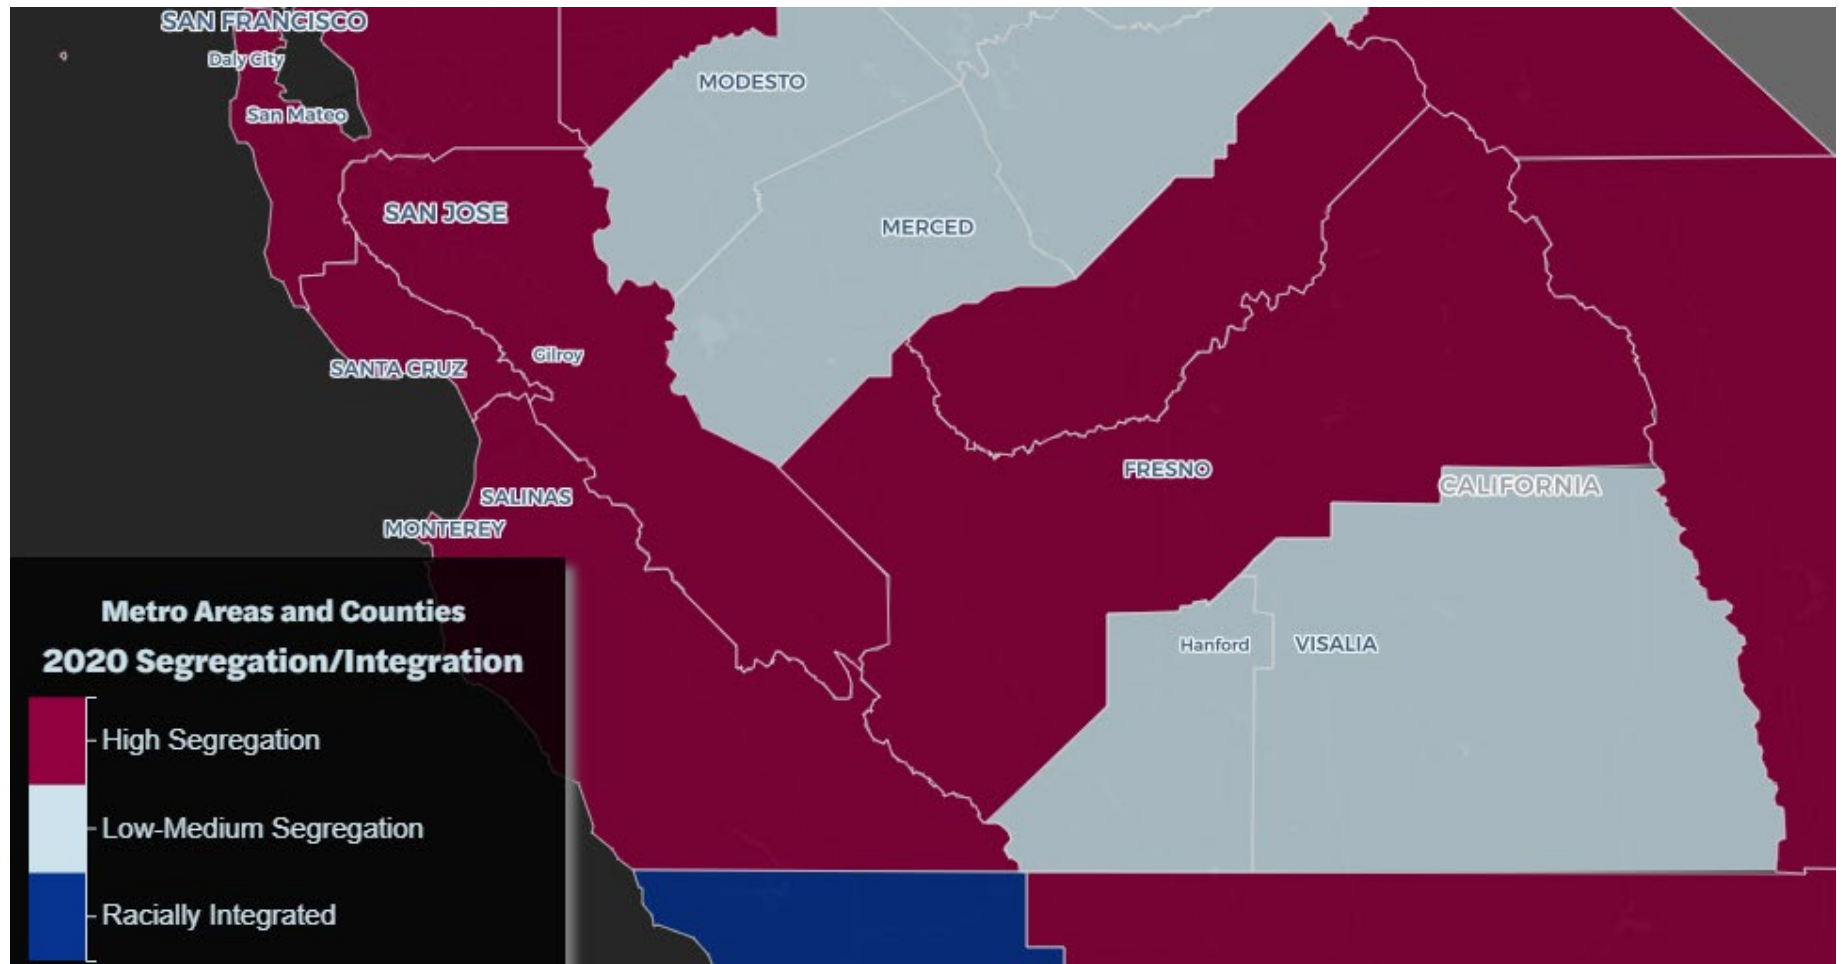 SAN FRANCISCO
Daly City
MODESTO
San Mateo
SAN JOSE
MERCED
Gilroy
SANTA CRUZ
FRESNO
CALIFORNIA
SALINAS
MONTEREY
Hanford
VISALIA
Metro Areas and Counties
2020 Segregation/Integration
High Segregation
Low-Medium Segregation
Racially Integrated